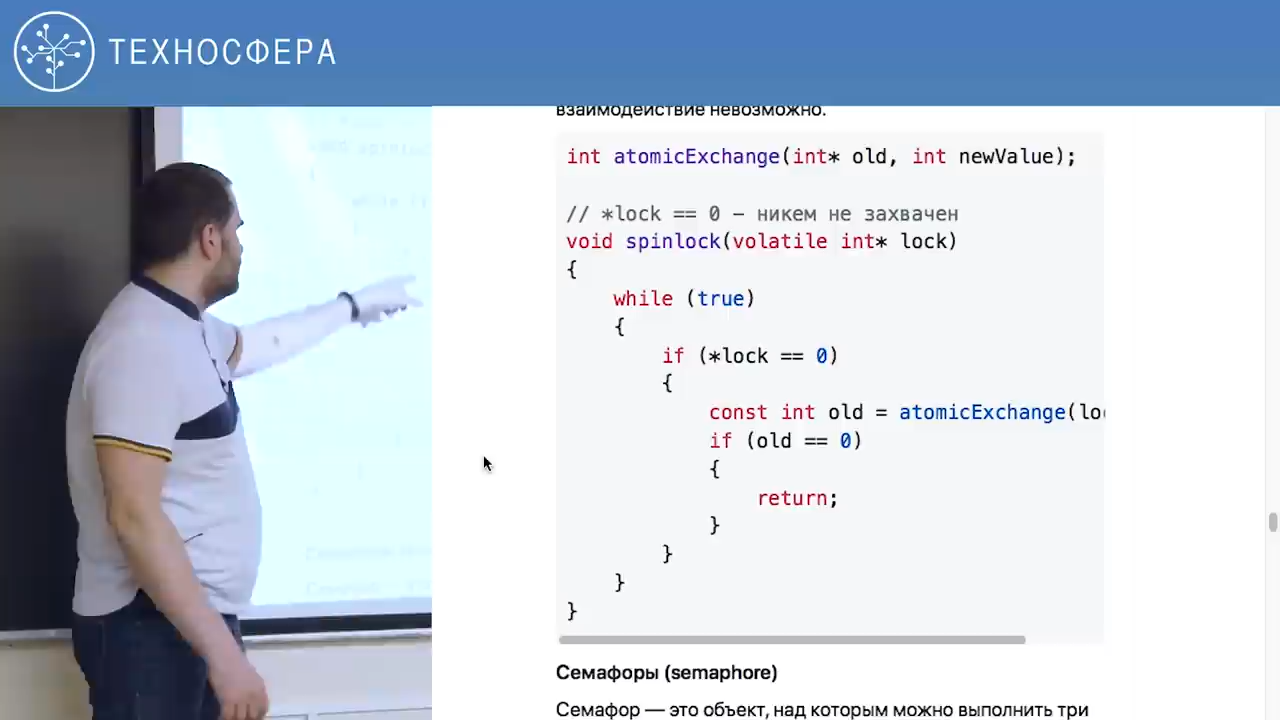 ТЕХНОСФЕРА
взаимодействие невозможно.
int atomicExchange(int* old, int newValue);
// *lock == 0 – никем не захвачен
void spinlock(volatile int* lock)
{
    while (true)
    {
        if (*lock == 0)
        {
            const int old = atomicExchange(loc
            if (old == 0)
            {
                return;
            }
        }
    }
}
Семафоры (semaphore)
Семафор — это объект, над которым можно выполнить три